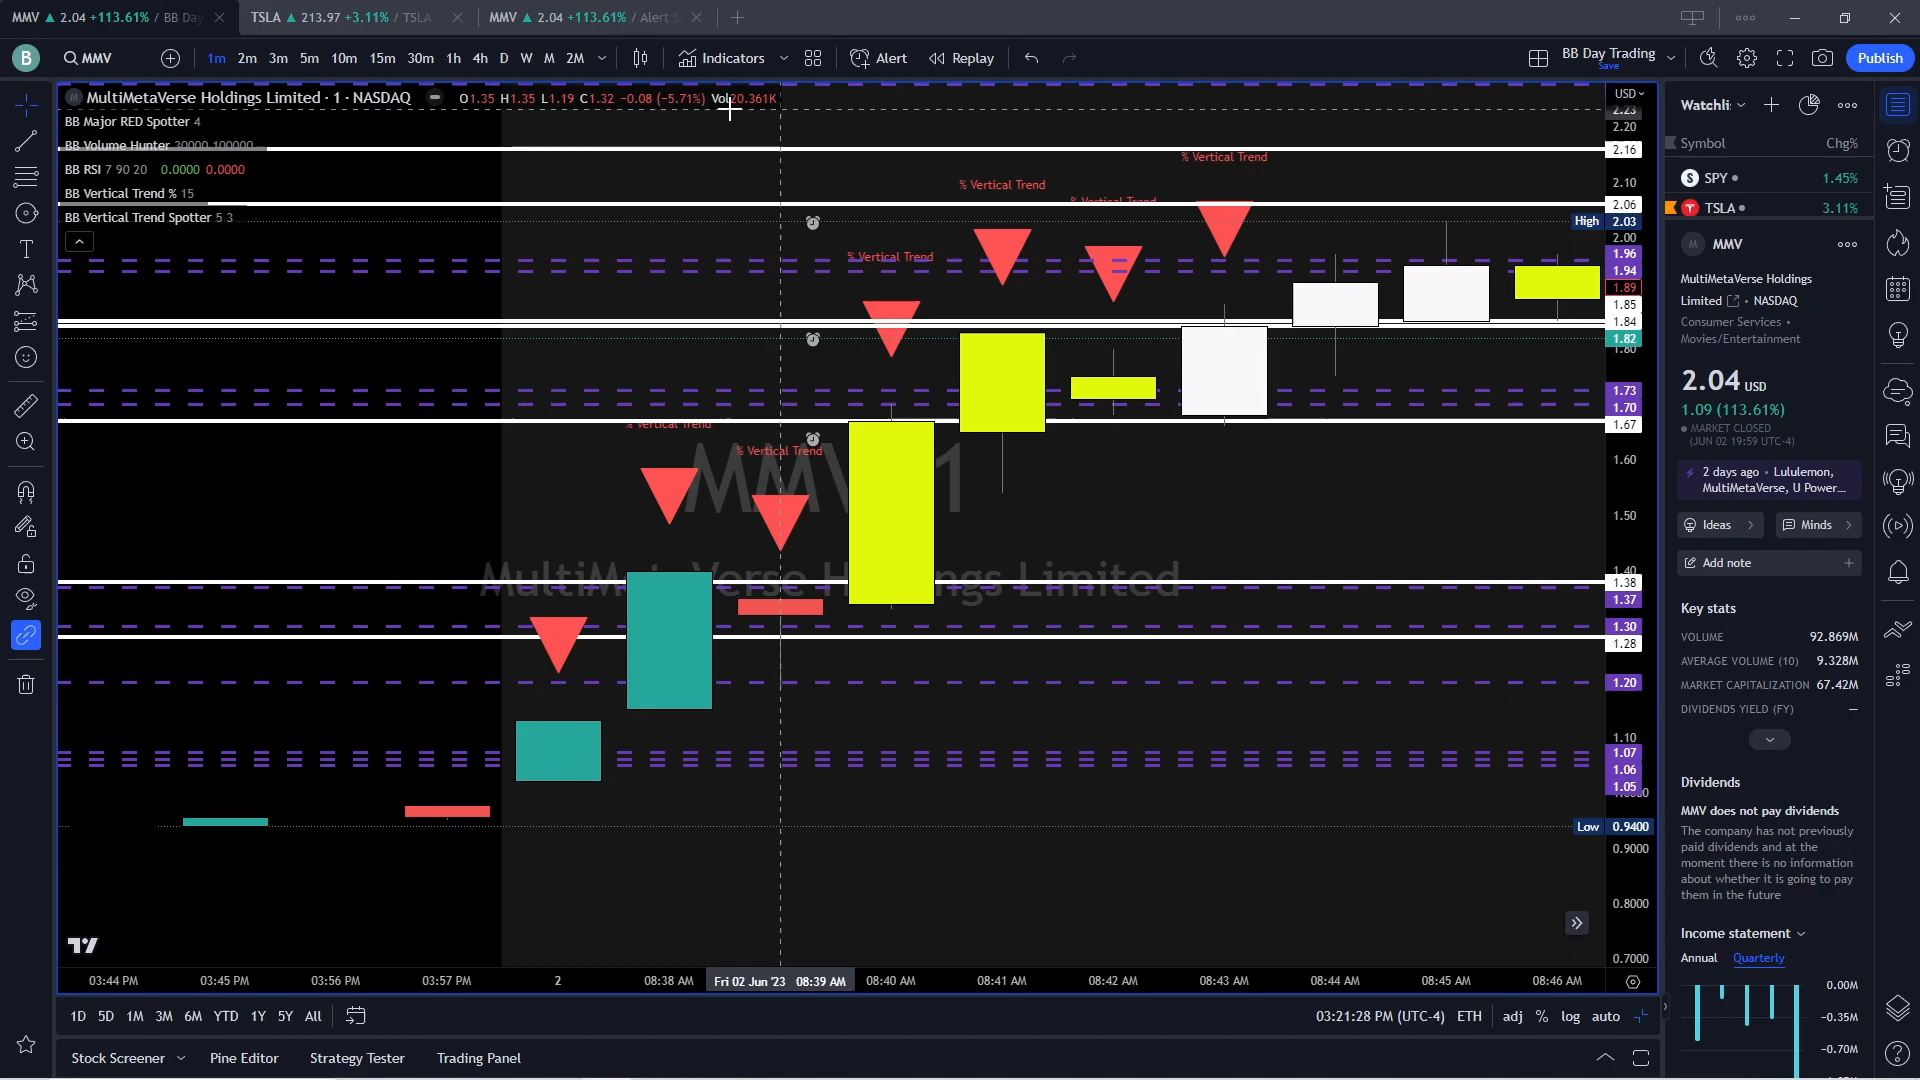 MMV ▲ 2.04 +113.61% / BB Day
TSLA ▲ 213.97 +3.11% / TSLA
MMV ▲ 2.04 +113.61% / Alert S
B
MMV
1m 2m 3m 5m 10m 15m 30m 1h 4h D W M 2M
Indicators
Alert
Replay
BB Day Trading
Save
Publish
MultiMetaVerse Holdings Limited · 1 · NASDAQ
O1.35 H1.35 L1.19 C1.32 −0.08 (−5.71%) Vol20.361K
BB Major RED Spotter 4
BB Volume Hunter 30000 100000
BB RSI 7 90 20 0.0000 0.0000
BB Vertical Trend % 15
BB Vertical Trend Spotter 5 3
% Vertical Trend
% Vertical Trend
% Vertical Trend
% Vertical Trend
% Vertical Trend
% Vertical Trend
MultiMetaVerse Holdings Limited
USD
2.23
2.20
2.16
2.10
2.06
High 2.03
2.00
1.96
1.94
1.89
1.85
1.84
1.82
1.80
1.73
1.70
1.67
1.60
1.50
1.40
1.38
1.37
1.30
1.28
1.20
1.10
1.07
1.06
1.05
Low 0.9400
0.9000
0.8000
0.7000
03:44 PM 03:45 PM 03:56 PM 03:57 PM 2 08:38 AM Fri 02 Jun '23 08:39 AM 08:40 AM 08:41 AM 08:42 AM 08:43 AM 08:44 AM 08:45 AM 08:46 AM
1D 5D 1M 3M 6M YTD 1Y 5Y All
03:21:28 PM (UTC-4) ETH adj % log auto
Stock Screener Pine Editor Strategy Tester Trading Panel
Watchli
Symbol Chg%
SPY 1.45%
TSLA 3.11%
M MMV
MultiMetaVerse Holdings
Limited • NASDAQ
Consumer Services •
Movies/Entertainment
2.04 USD
1.09 (113.61%)
MARKET CLOSED
(JUN 02 19:59 UTC-4)
2 days ago • Lululemon,
MultiMetaVerse, U Power...
Ideas
Minds
Add note
Key stats
VOLUME 92.869M
AVERAGE VOLUME (10) 9.328M
MARKET CAPITALIZATION 67.42M
DIVIDENDS YIELD (FY) —
Dividends
MMV does not pay dividends
The company has not previously
paid dividends and at the
moment there is no information
about whether it is going to pay
them in the future
Income statement
Annual Quarterly
0.00M
−0.35M
−0.70M